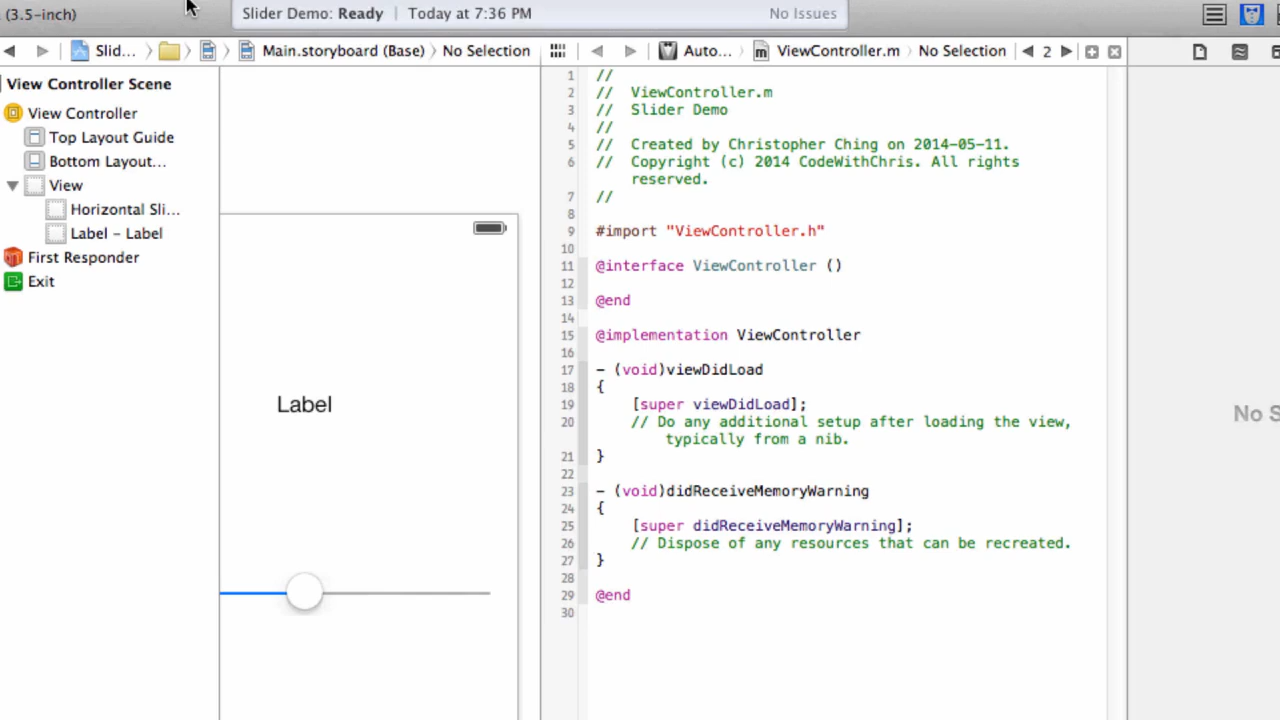 (3.5-inch)
Slider Demo: Ready | Today at 7:36 PM
No Issues
Slid...
Main.storyboard (Base)
No Selection
Auto...
ViewController.m
No Selection
2
View Controller Scene
View Controller
Top Layout Guide
Bottom Layout...
View
Horizontal Sli...
Label – Label
First Responder
Exit
Label
1 //
2 //  ViewController.m
3 //  Slider Demo
4 //
5 //  Created by Christopher Ching on 2014-05-11.
6 //  Copyright (c) 2014 CodeWithChris. All rights
reserved.
7 //
8
9 #import "ViewController.h"
10
11 @interface ViewController ()
12
13 @end
14
15 @implementation ViewController
16
17 - (void)viewDidLoad
18 {
19     [super viewDidLoad];
20     // Do any additional setup after loading the view,
typically from a nib.
21 }
22
23 - (void)didReceiveMemoryWarning
24 {
25     [super didReceiveMemoryWarning];
26     // Dispose of any resources that can be recreated.
27 }
28
29 @end
30
No S